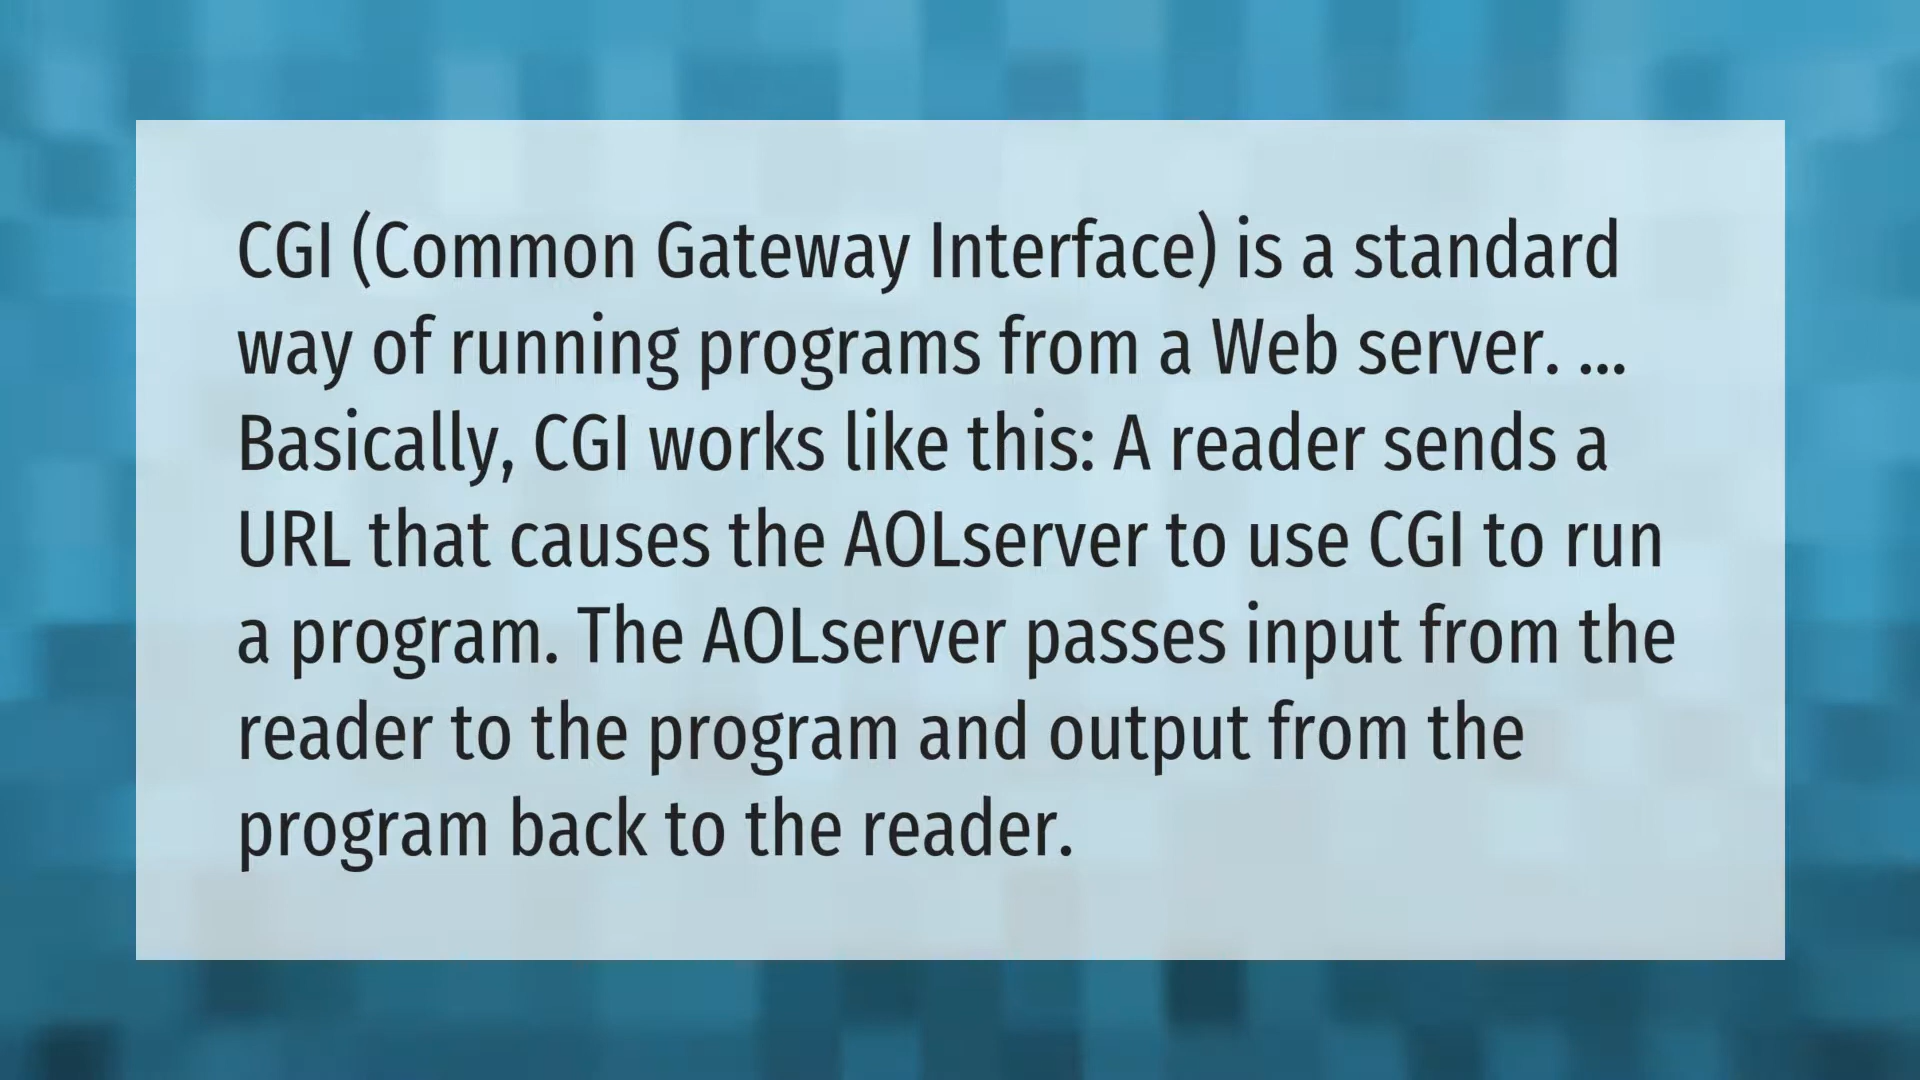 CGI (Common Gateway Interface) is a standard
way of running programs from a Web server. ...
Basically, CGI works like this: A reader sends a
URL that causes the AOLserver to use CGI to run
a program. The AOLserver passes input from the
reader to the program and output from the
program back to the reader.